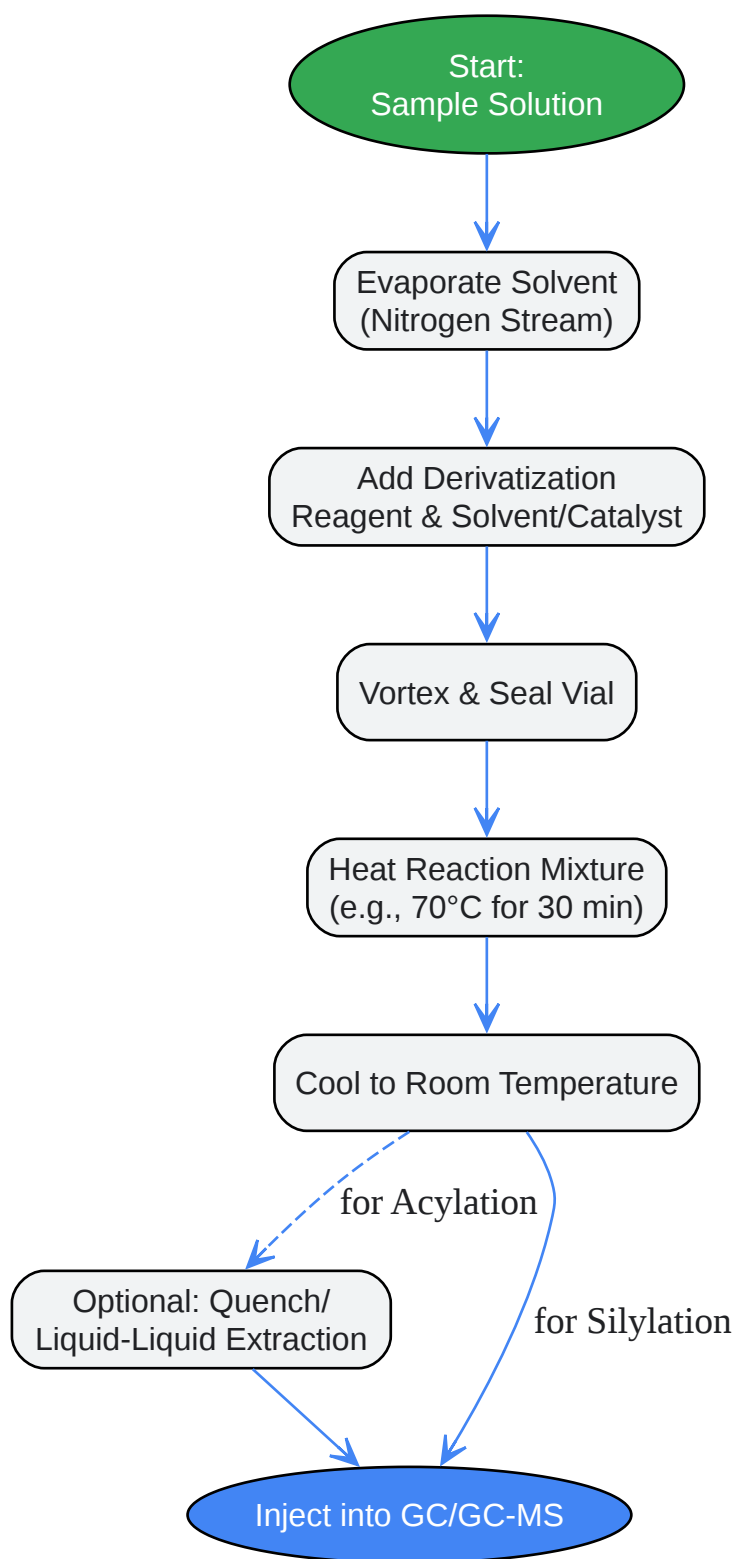 Start:
Sample Solution
Evaporate Solvent
(Nitrogen Stream)
Add Derivatization
Reagent & Solvent/Catalyst
Vortex & Seal Vial
Heat Reaction Mixture
(e.g., 70°C for 30 min)
Cool to Room Temperature
for Acylation
Optional: Quench/
Liquid-Liquid Extraction
for Silylation
Inject into GC/GC-MS